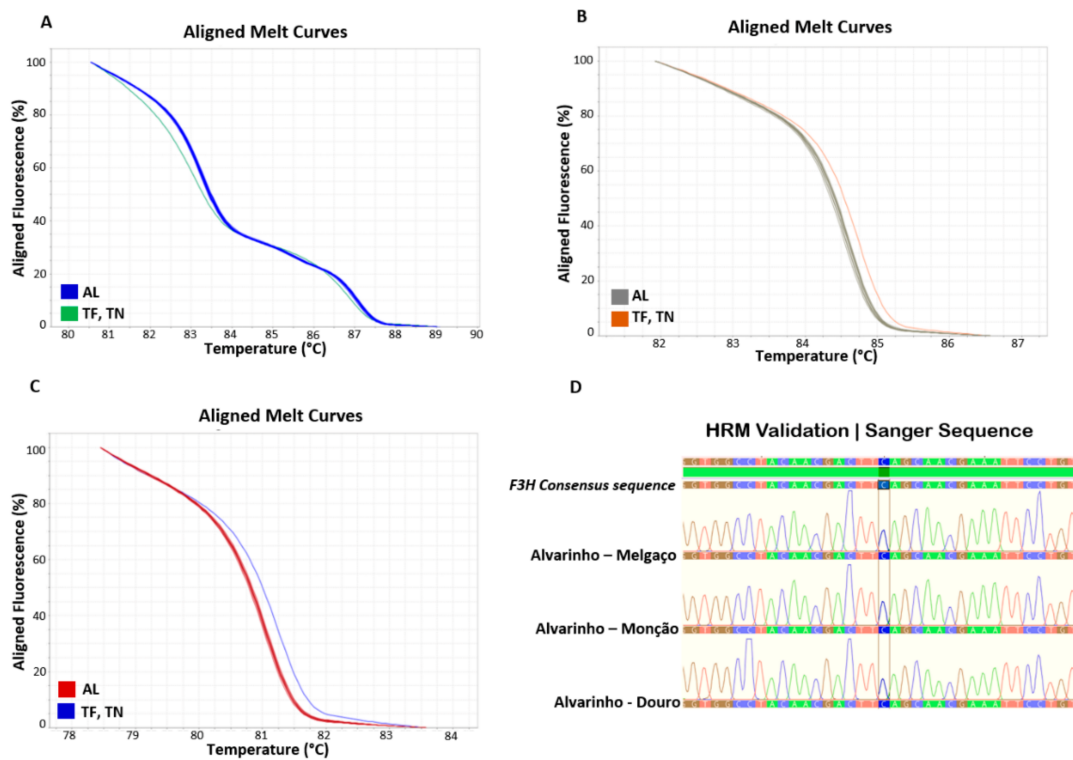 A
Aligned Melt Curves
Aligned Fluorescence (%)
100
80
60
40
20
0
80 81 82 83 84 85 86 87 88 89 90
Temperature (°C)
AL
TF, TN
B
Aligned Melt Curves
Aligned Fluorescence (%)
100
80
60
40
20
0
82 83 84 85 86 87
Temperature (°C)
AL
TF, TN
C
Aligned Melt Curves
Aligned Fluorescence (%)
100
80
60
40
20
0
78 79 80 81 82 83 84
Temperature (°C)
AL
TF, TN
D
HRM Validation | Sanger Sequence
F3H Consensus sequence
Alvarinho – Melgaço
Alvarinho – Monção
Alvarinho - Douro